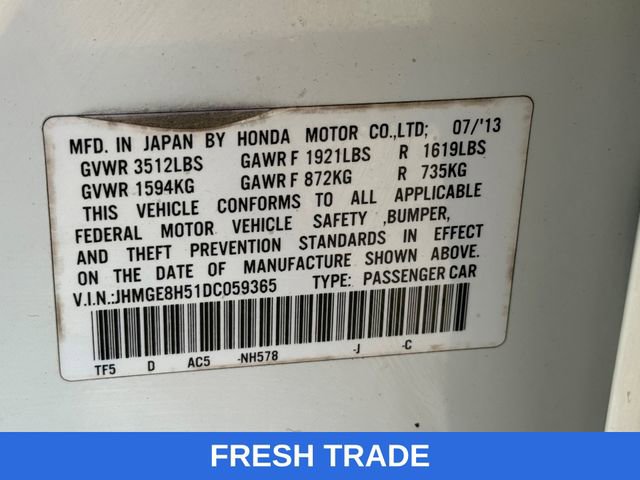 MFD. IN JAPAN BY HONDA MOTOR CO.,LTD; 07/'13
GVWR 3512LBS GAWR F 1921LBS R 1619LBS
GVWR 1594KG GAWR F 872KG R 735KG
THIS VEHICLE CONFORMS TO ALL APPLICABLE
FEDERAL MOTOR VEHICLE SAFETY ,BUMPER,
AND THEFT PREVENTION STANDARDS IN EFFECT
ON THE DATE OF MANUFACTURE SHOWN ABOVE.
V.I.N.:JHMGE8H51DC059365 TYPE: PASSENGER CAR
TF5 D AC5 -NH578 -J -C
FRESH TRADE